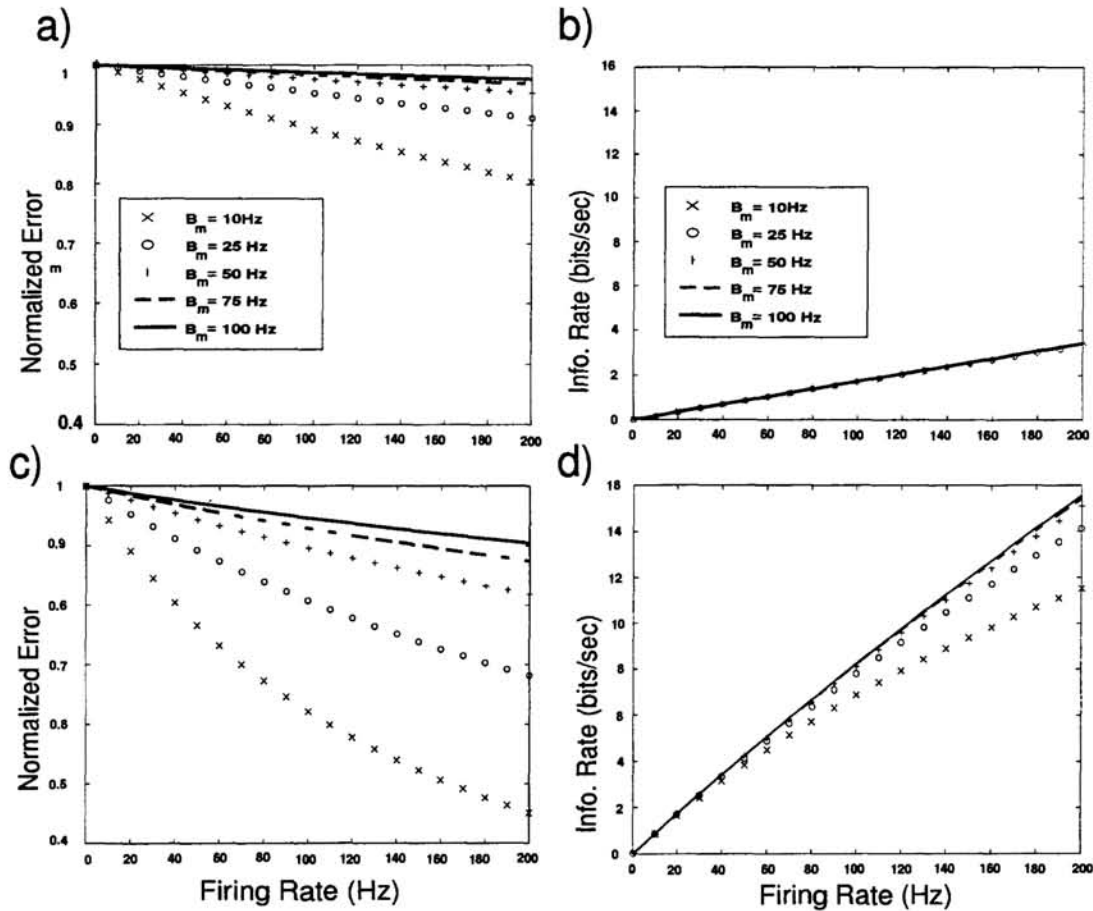 a)
1
0.9
0.8
0.7
m
0.6
0.5
0.4
Normalized Error
B_m = 10Hz
B_m = 25 Hz
B_m = 50 Hz
B_m = 75 Hz
B_m = 100 Hz
0 20 40 60 80 100 120 140 160 180 200
b)
16
14
12
10
8
6
4
2
0
Info. Rate (bits/sec)
B_m = 10Hz
B_m = 25 Hz
B_m = 50 Hz
B_m = 75 Hz
B_m = 100 Hz
0 20 40 60 80 100 120 140 160 180 200
c)
1
0.9
0.8
0.7
0.6
0.5
0.4
Normalized Error
0 20 40 60 80 100 120 140 160 180 200
Firing Rate (Hz)
d)
16
14
12
10
8
6
4
2
0
Info. Rate (bits/sec)
0 20 40 60 80 100 120 140 160 180 200
Firing Rate (Hz)